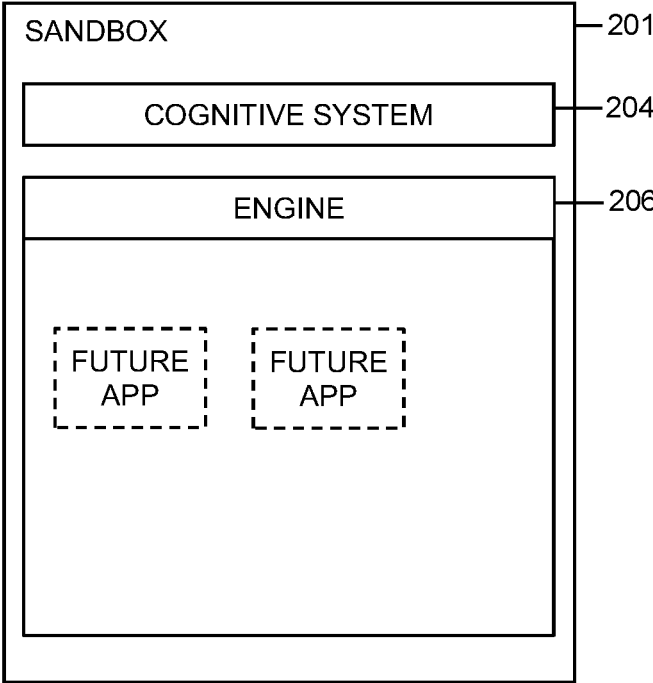 SANDBOX
201
COGNITIVE SYSTEM
204
ENGINE
206
FUTURE
APP
FUTURE
APP